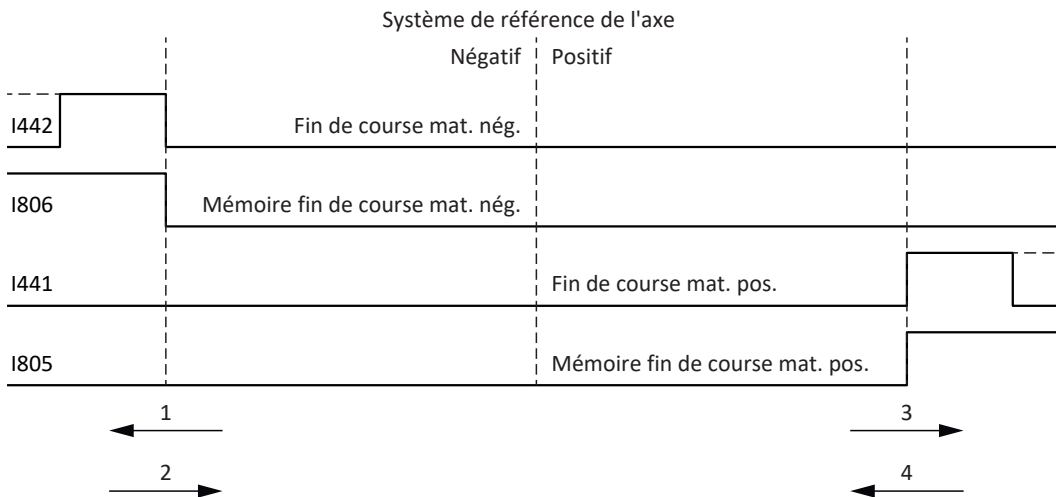 Système de référence de l'axe
Négatif Positif
I442 Fin de course mat. nég.
I806 Mémoire fin de course mat. nég.
I441 Fin de course mat. pos.
I805 Mémoire fin de course mat. pos.
1 3
2 4